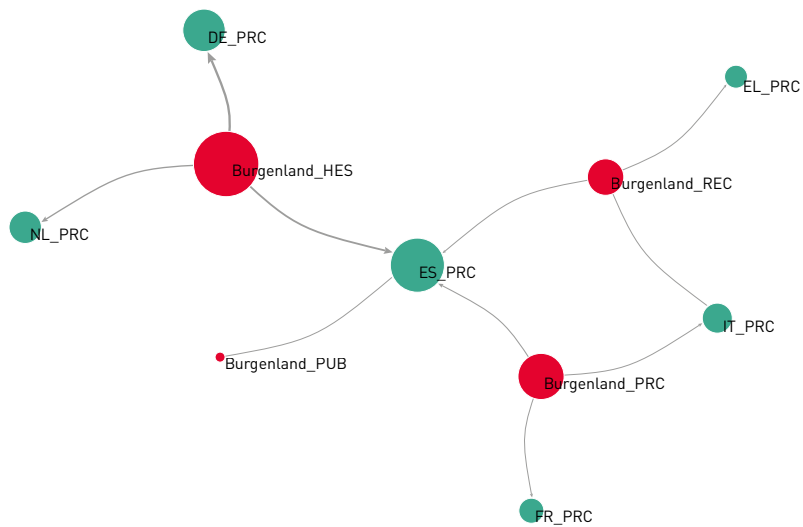 DE_PRC
EL_PRC
Burgenland_HES
Burgenland_REC
NL_PRC
ES_PRC
IT_PRC
Burgenland_PUB
Burgenland_PRC
FR_PRC